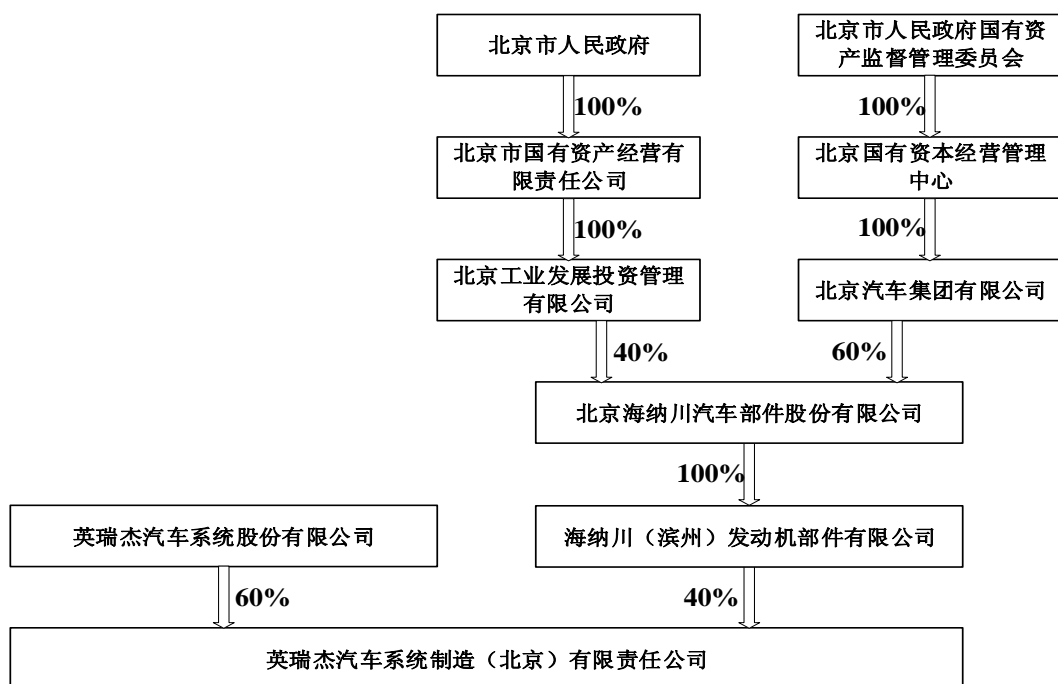 北京市人民政府
北京市人民政府国有资
产监督管理委员会
100%
100%
北京市国有资产经营有
限责任公司
北京国有资本经营管理
中心
100%
100%
北京工业发展投资管理
有限公司
北京汽车集团有限公司
40%
60%
北京海纳川汽车部件股份有限公司
100%
英瑞杰汽车系统股份有限公司
海纳川（滨州）发动机部件有限公司
60%
40%
英瑞杰汽车系统制造（北京）有限责任公司